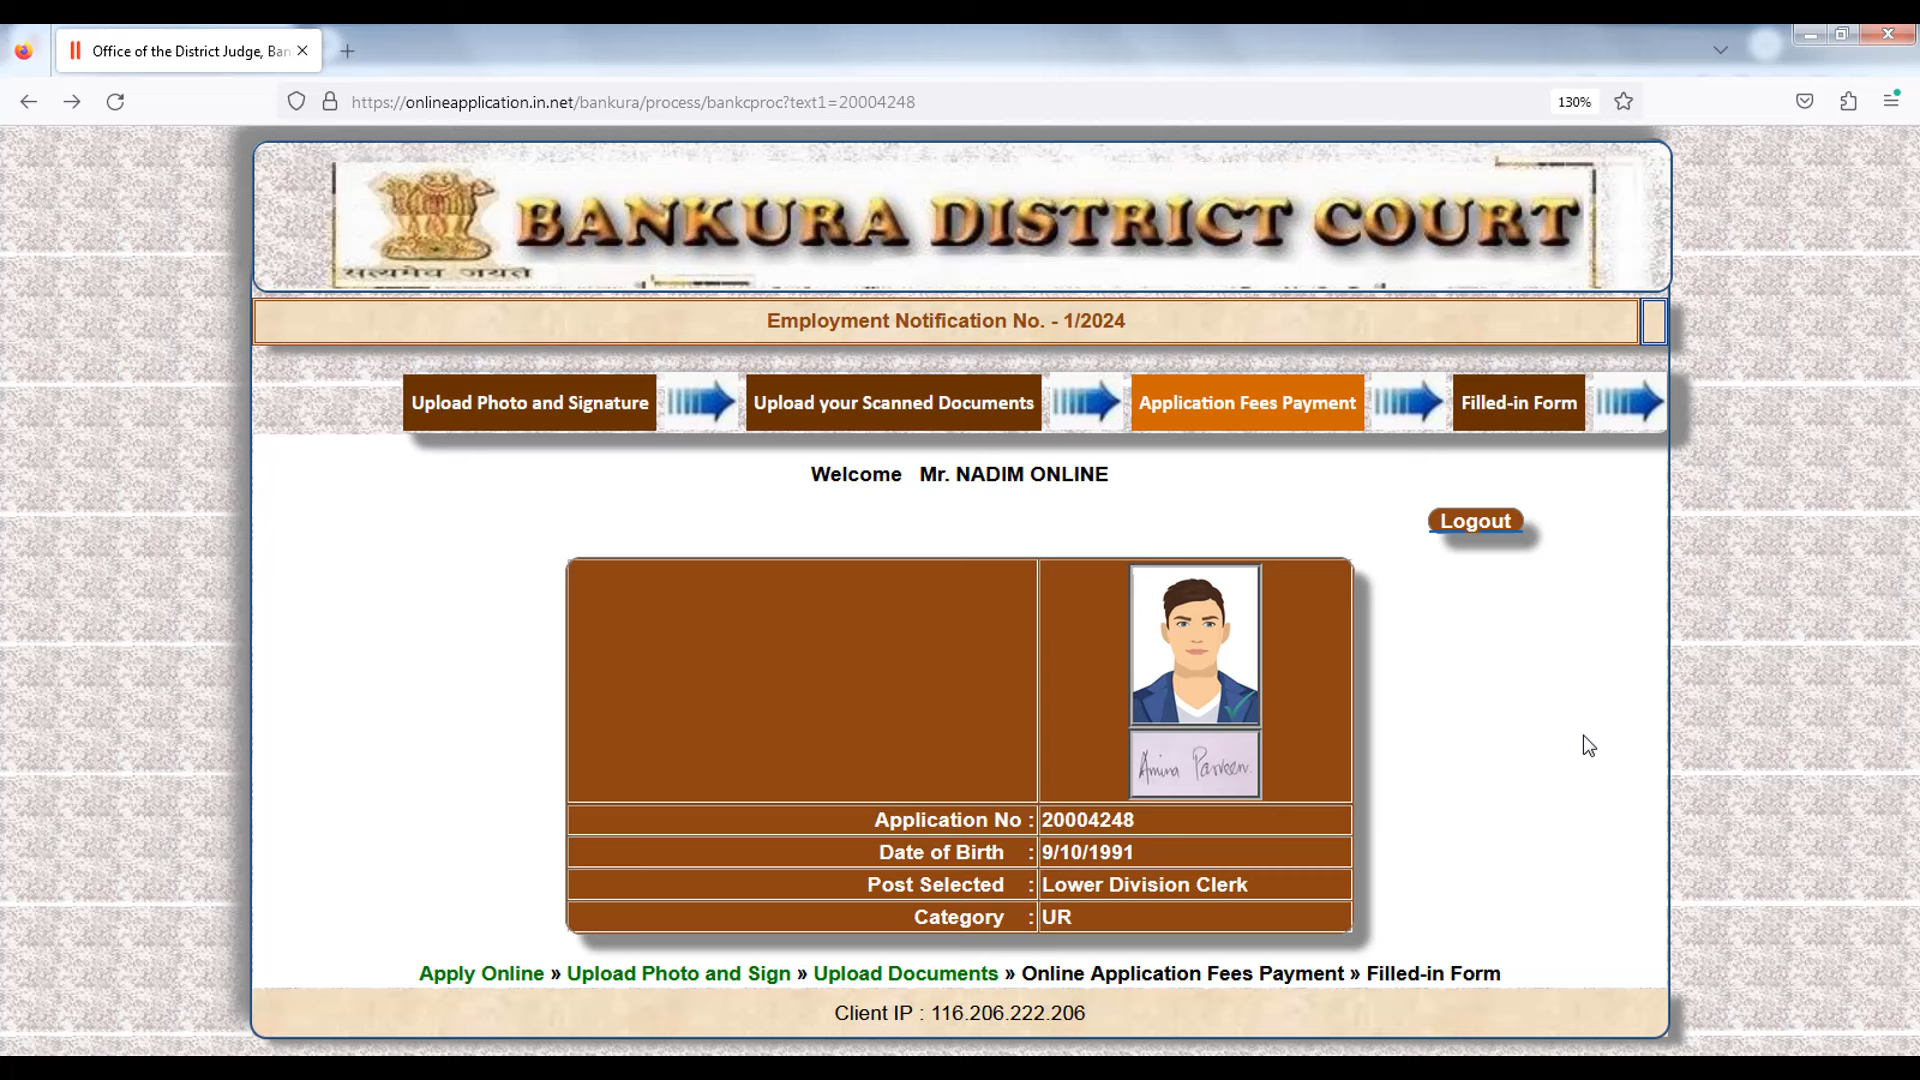 Office of the District Judge, Ban
https://onlineapplication.in.net/bankura/process/bankcproc?text1=20004248
130%
BANKURA DISTRICT COURT
सत्यमेव जयते
Employment Notification No. - 1/2024
Upload Photo and Signature
Upload your Scanned Documents
Application Fees Payment
Filled-in Form
Welcome Mr. NADIM ONLINE
Logout
Amina Parveen
Application No : 20004248
Date of Birth : 9/10/1991
Post Selected : Lower Division Clerk
Category : UR
Apply Online » Upload Photo and Sign » Upload Documents » Online Application Fees Payment » Filled-in Form
Client IP : 116.206.222.206